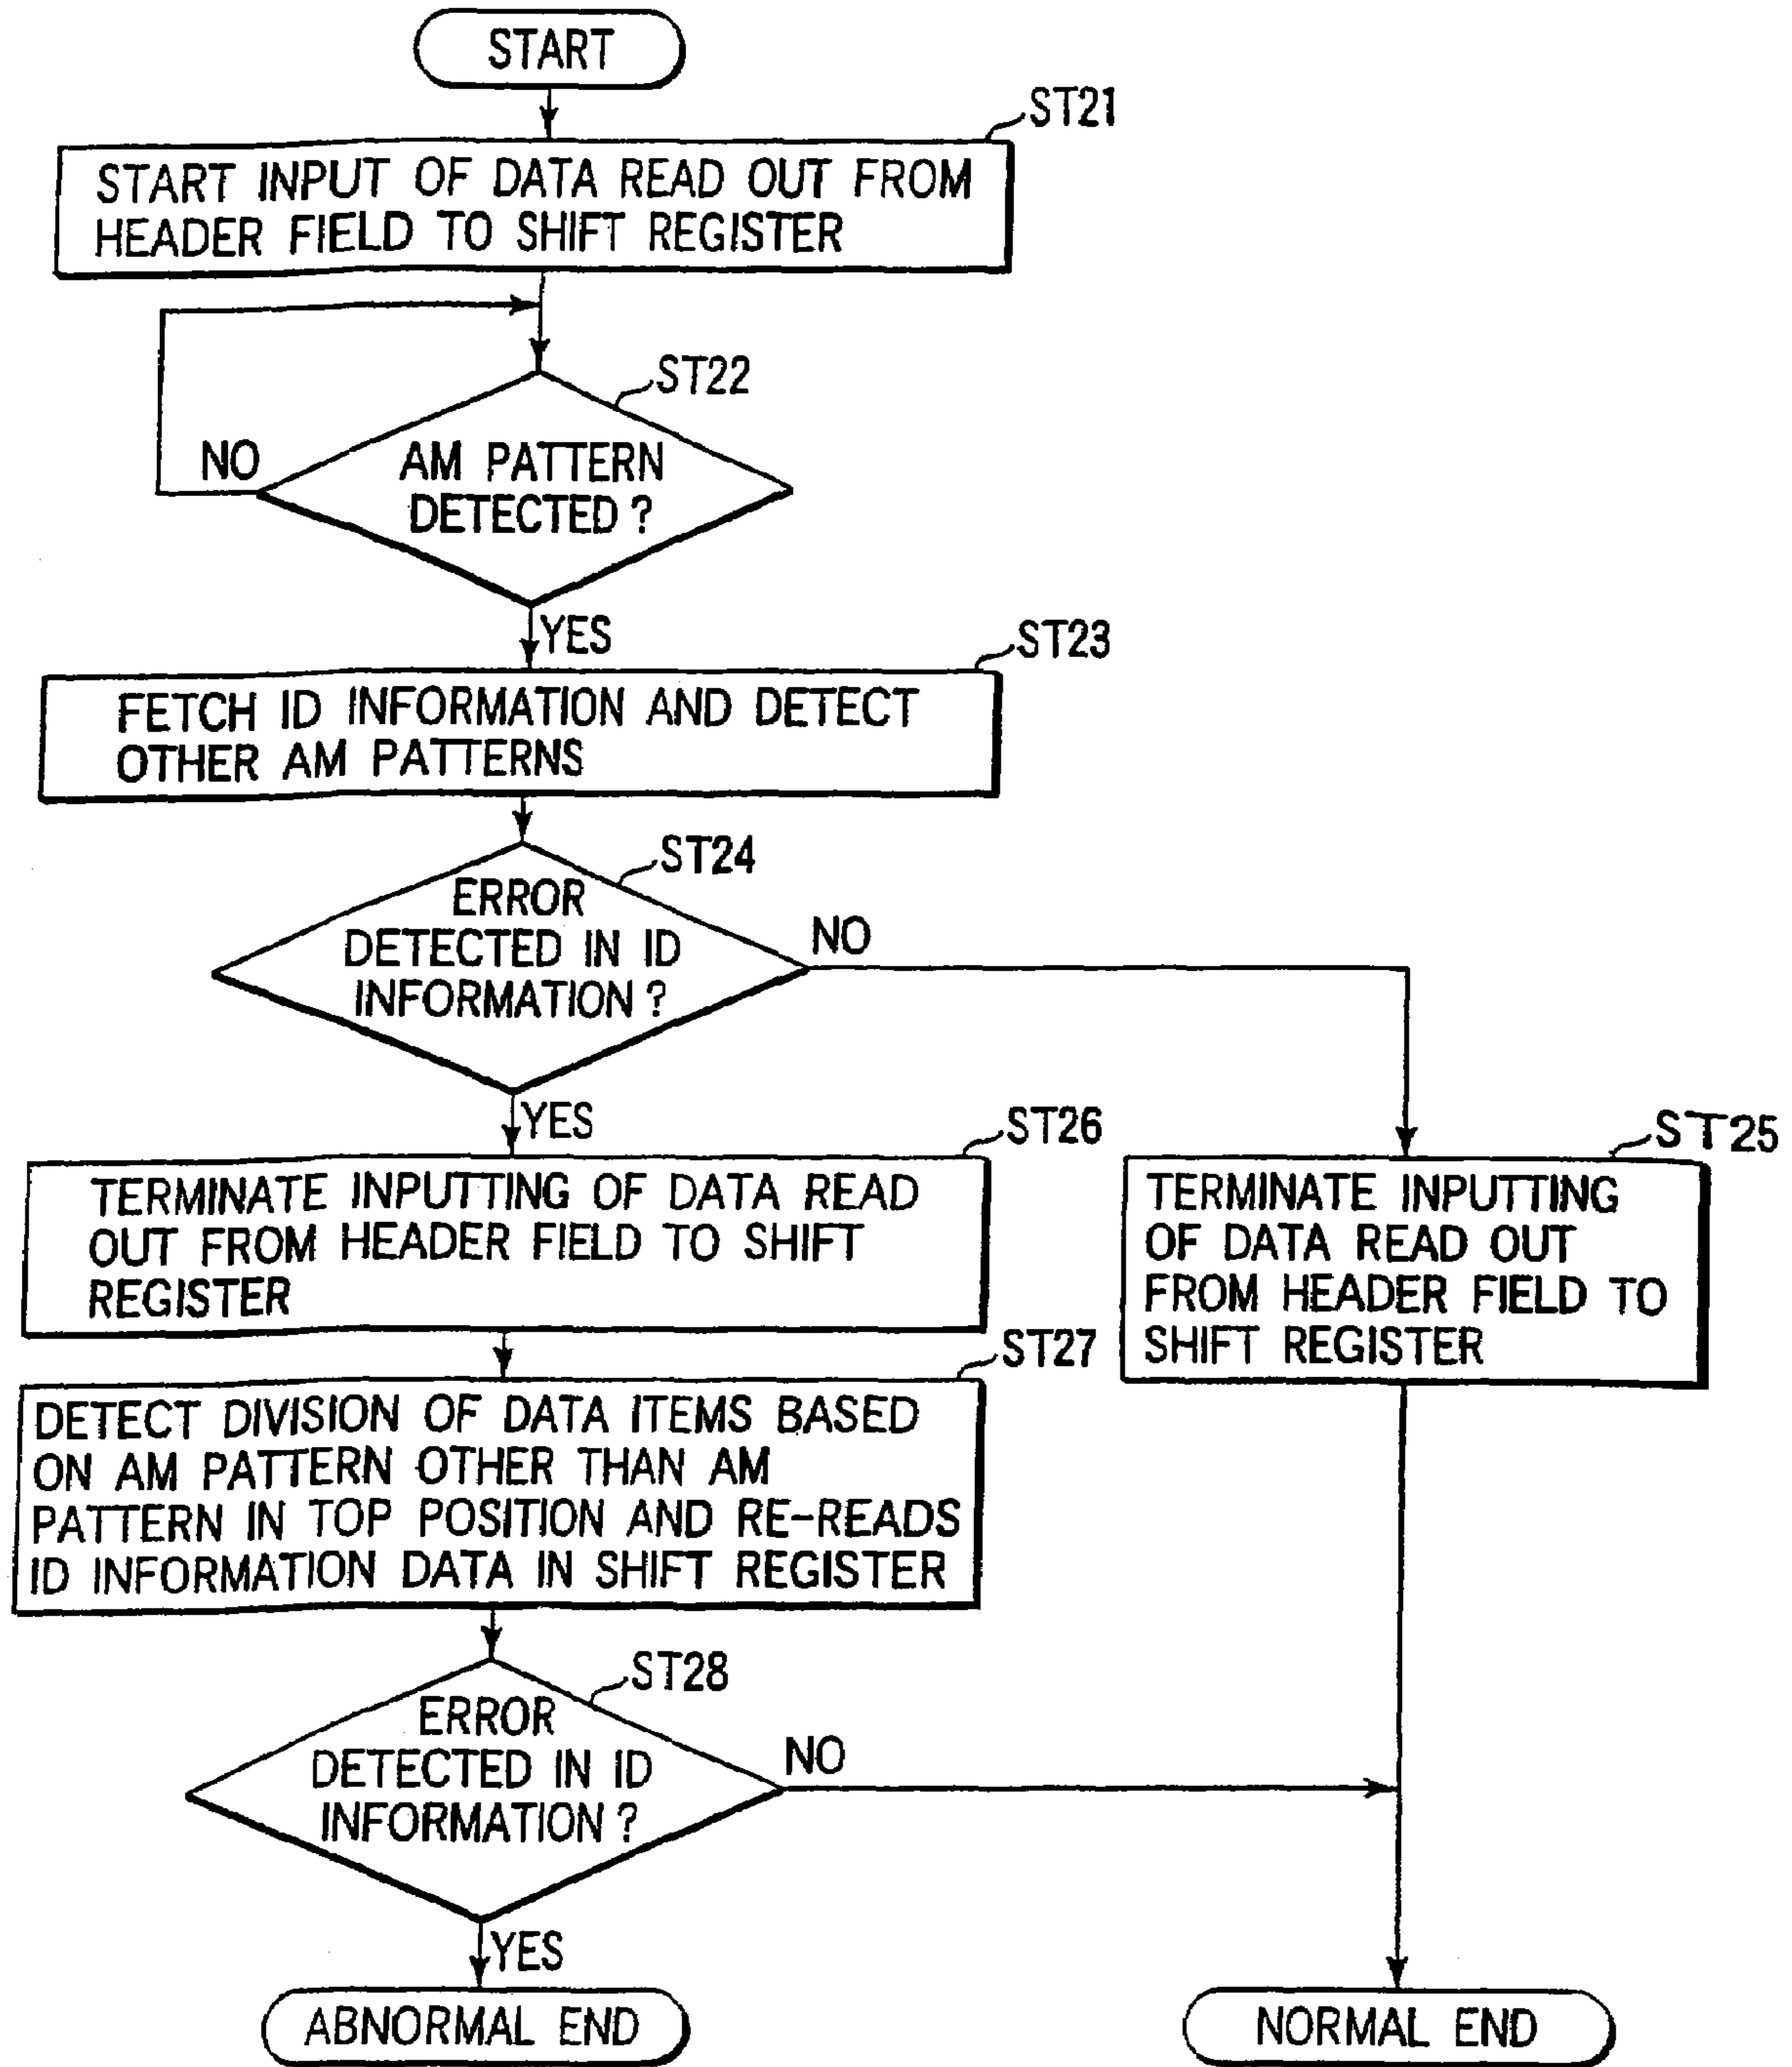 START
ST21
START INPUT OF DATA READ OUT FROM
HEADER FIELD TO SHIFT REGISTER
ST22
NO
AM PATTERN
DETECTED?
YES
ST23
FETCH ID INFORMATION AND DETECT
OTHER AM PATTERNS
ST24
ERROR
DETECTED IN ID
INFORMATION?
NO
YES
ST26
TERMINATE INPUTTING OF DATA READ
OUT FROM HEADER FIELD TO SHIFT
REGISTER
ST25
TERMINATE INPUTTING
OF DATA READ OUT
FROM HEADER FIELD TO
SHIFT REGISTER
ST27
DETECT DIVISION OF DATA ITEMS BASED
ON AM PATTERN OTHER THAN AM
PATTERN IN TOP POSITION AND RE-READS
ID INFORMATION DATA IN SHIFT REGISTER
ST28
ERROR
DETECTED IN ID
INFORMATION?
NO
YES
ABNORMAL END
NORMAL END